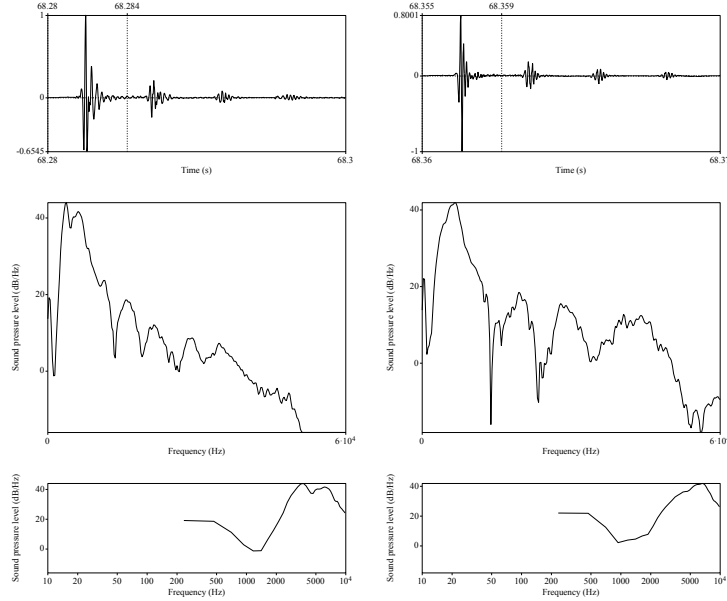 68.28 68.284
1
0
-0.6545
68.28 68.3
Time (s)
68.355 68.359
0.8001
0
-1
68.36 68.37
Time (s)
Sound pressure level (dB/Hz)
40
20
0
0 6·10⁴
Frequency (Hz)
Sound pressure level (dB/Hz)
40
20
0
0
Frequency (Hz)
Sound pressure level (dB/Hz)
40
20
0
10 20 50 100 200 500 1000 2000 5000 10⁴
Frequency (Hz)
Sound pressure level (dB/Hz)
40
20
0
10 20 50 100 200 500 1000 2000 5000 10⁴
Frequency (Hz)